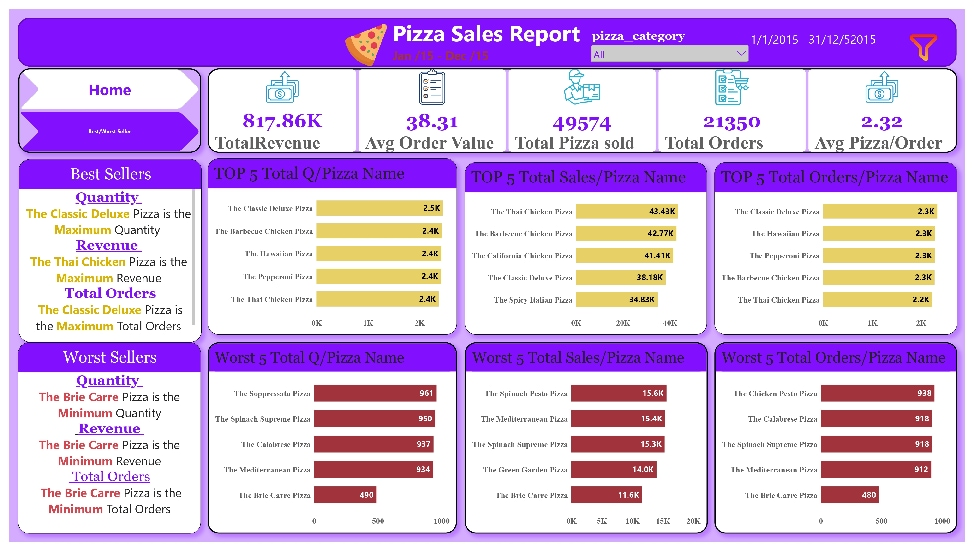 Pizza Sales Report
Jan /15 - Dec /15
pizza_category
All
1/1/2015 31/12/52015
Home
Best/Worst Seller
817.86K
TotalRevenue
38.31
Avg Order Value
49574
Total Pizza sold
21350
Total Orders
2.32
Avg Pizza/Order
Best Sellers
Quantity
The Classic Deluxe Pizza is the
Maximum Quantity
Revenue
The Thai Chicken Pizza is the
Maximum Revenue
Total Orders
The Classic Deluxe Pizza is
the Maximum Total Orders
TOP 5 Total Q/Pizza Name
The Classic Deluxe Pizza 2.5K
The Barbecue Chicken Pizza 2.4K
The Hawaiian Pizza 2.4K
The Pepperoni Pizza 2.4K
The Thai Chicken Pizza 2.4K
0K 1K 2K
TOP 5 Total Sales/Pizza Name
The Thai Chicken Pizza 43.43K
The Barbecue Chicken Pizza 42.77K
The California Chicken Pizza 41.41K
The Classic Deluxe Pizza 38.18K
The Spicy Italian Pizza 34.83K
0K 20K 40K
TOP 5 Total Orders/Pizza Name
The Classic Deluxe Pizza 2.3K
The Hawaiian Pizza 2.3K
The Pepperoni Pizza 2.3K
The Barbecue Chicken Pizza 2.3K
The Thai Chicken Pizza 2.2K
0K 1K 2K
Worst Sellers
Quantity
The Brie Carre Pizza is the
Minimum Quantity
Revenue
The Brie Carre Pizza is the
Minimum Revenue
Total Orders
The Brie Carre Pizza is the
Minimum Total Orders
Worst 5 Total Q/Pizza Name
The Soppressata Pizza 961
The Spinach Supreme Pizza 950
The Calabrese Pizza 937
The Mediterranean Pizza 934
The Brie Carre Pizza 490
0 500 1000
Worst 5 Total Sales/Pizza Name
The Spinach Pesto Pizza 15.6K
The Mediterranean Pizza 15.4K
The Spinach Supreme Pizza 15.3K
The Green Garden Pizza 14.0K
The Brie Carre Pizza 11.6K
0K 5K 10K 15K 20K
Worst 5 Total Orders/Pizza Name
The Chicken Pesto Pizza 938
The Calabrese Pizza 918
The Spinach Supreme Pizza 918
The Mediterranean Pizza 912
The Brie Carre Pizza 480
0 500 1000